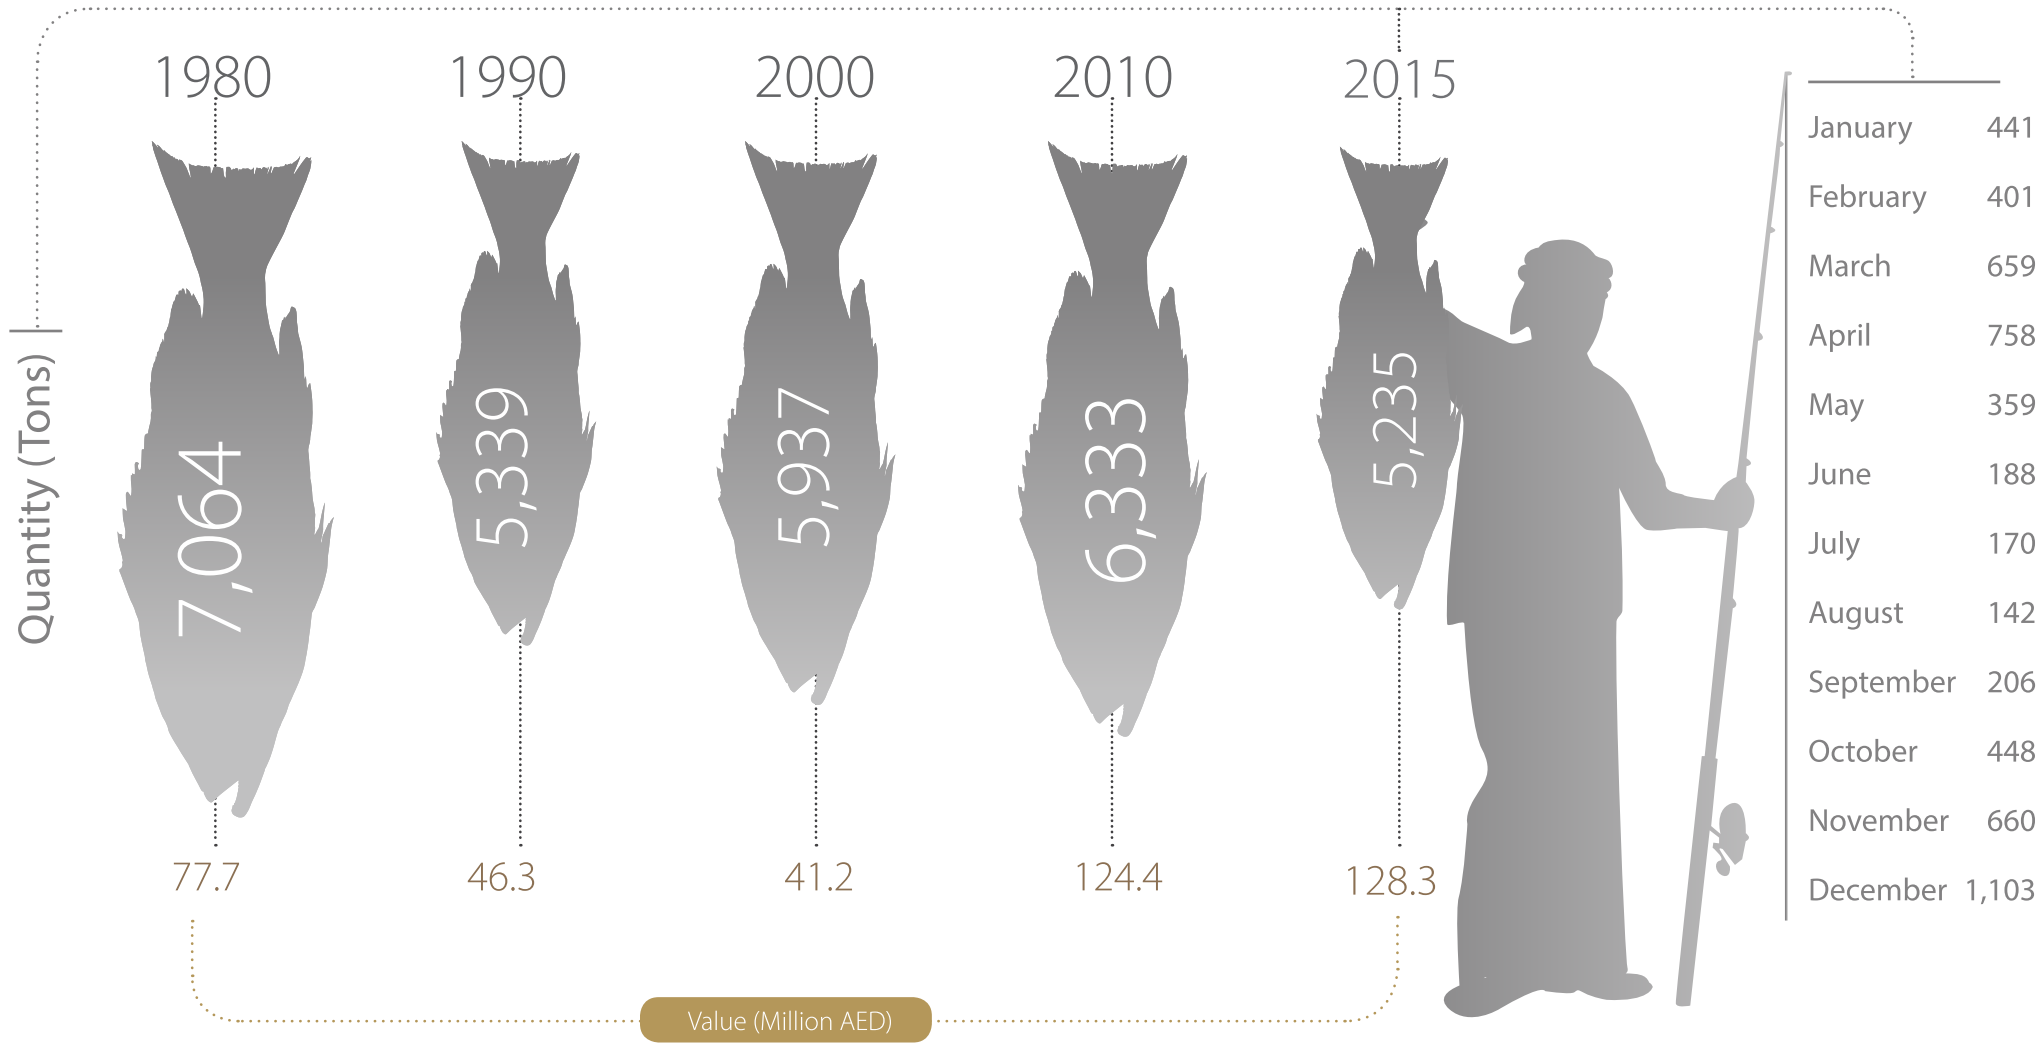 1980 1990 2000 2010 2015
Quantity (Tons)
7,064 5,339 5,937 6,333 5,235
77.7 46.3 41.2 124.4 128.3
Value (Million AED)
January 441
February 401
March 659
April 758
May 359
June 188
July 170
August 142
September 206
October 448
November 660
December 1,103